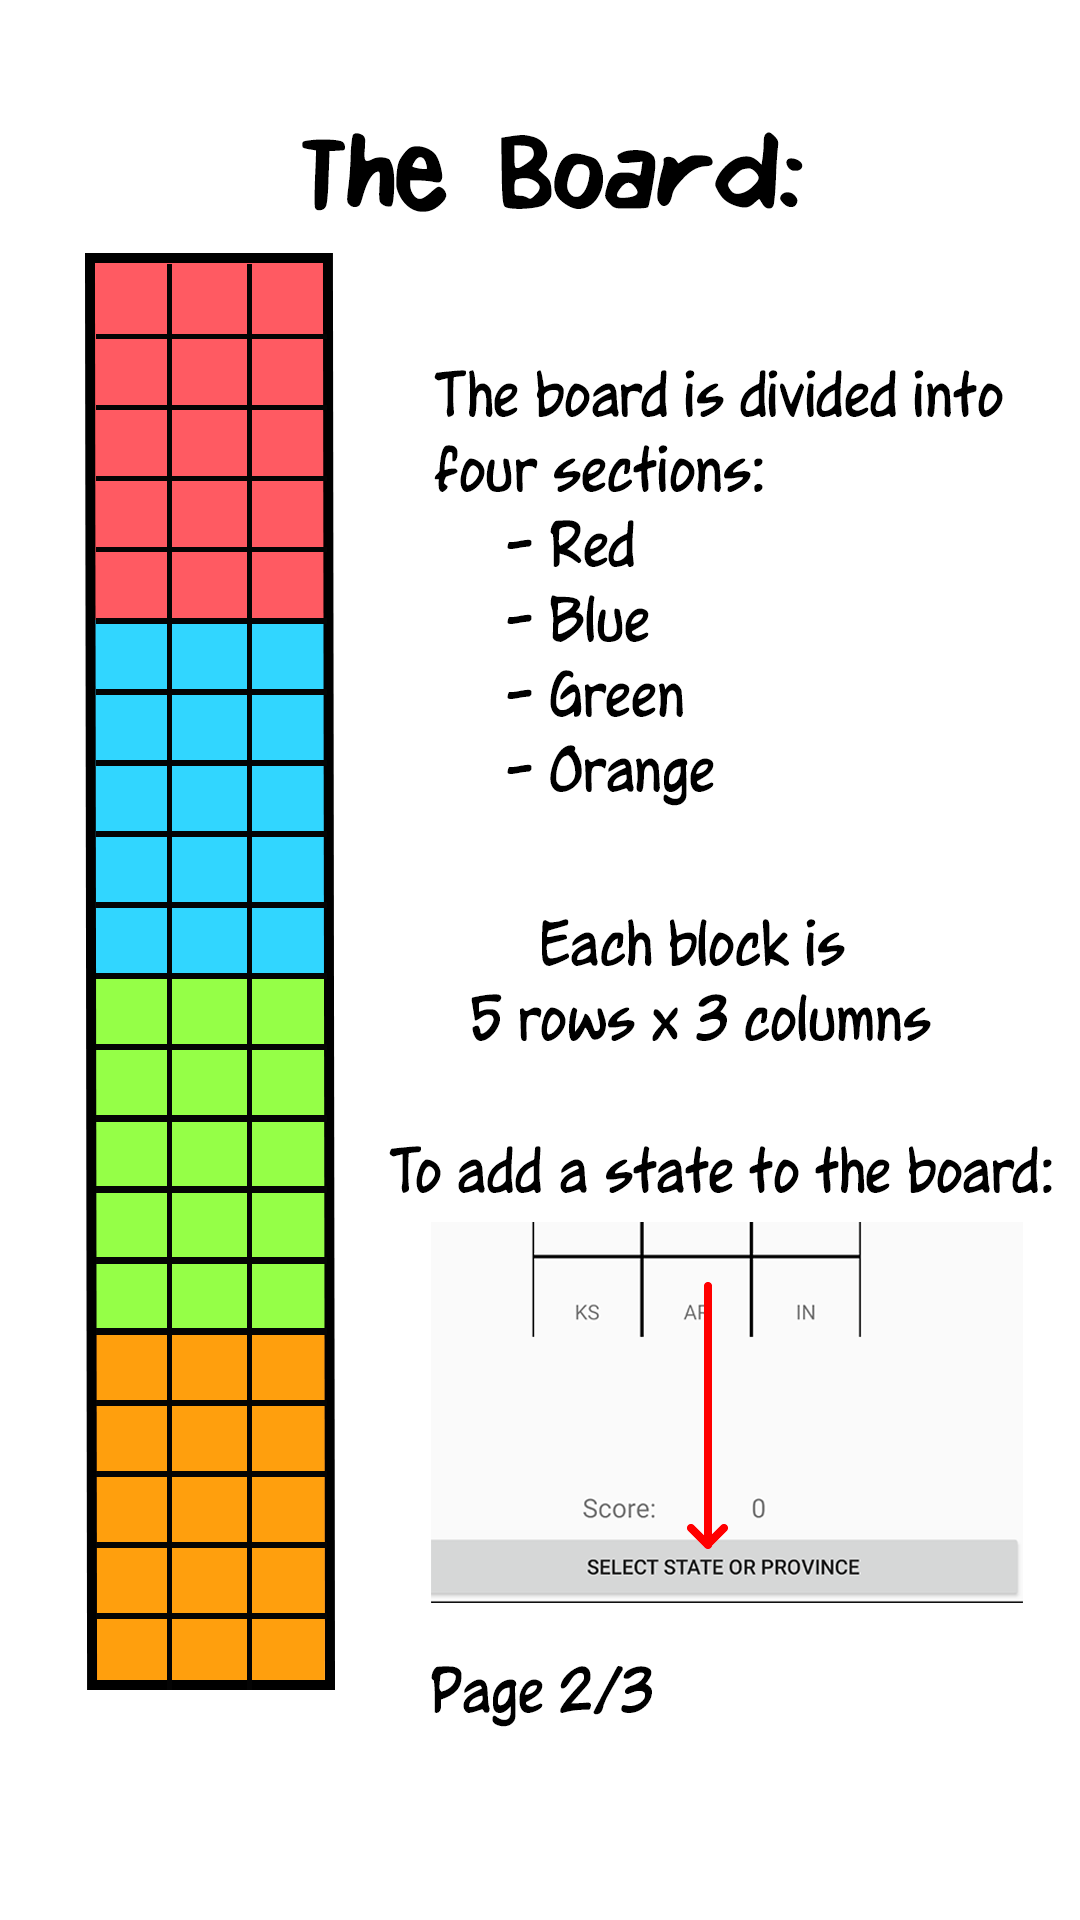 The Board:
The board is divided into
four sections:
- Red
- Blue
- Green
- Orange
Each block is
5 rows x 3 columns
To add a state to the board:
KS IN
Score: 0
SELECT STATE OR PROVINCE
Page 2/3